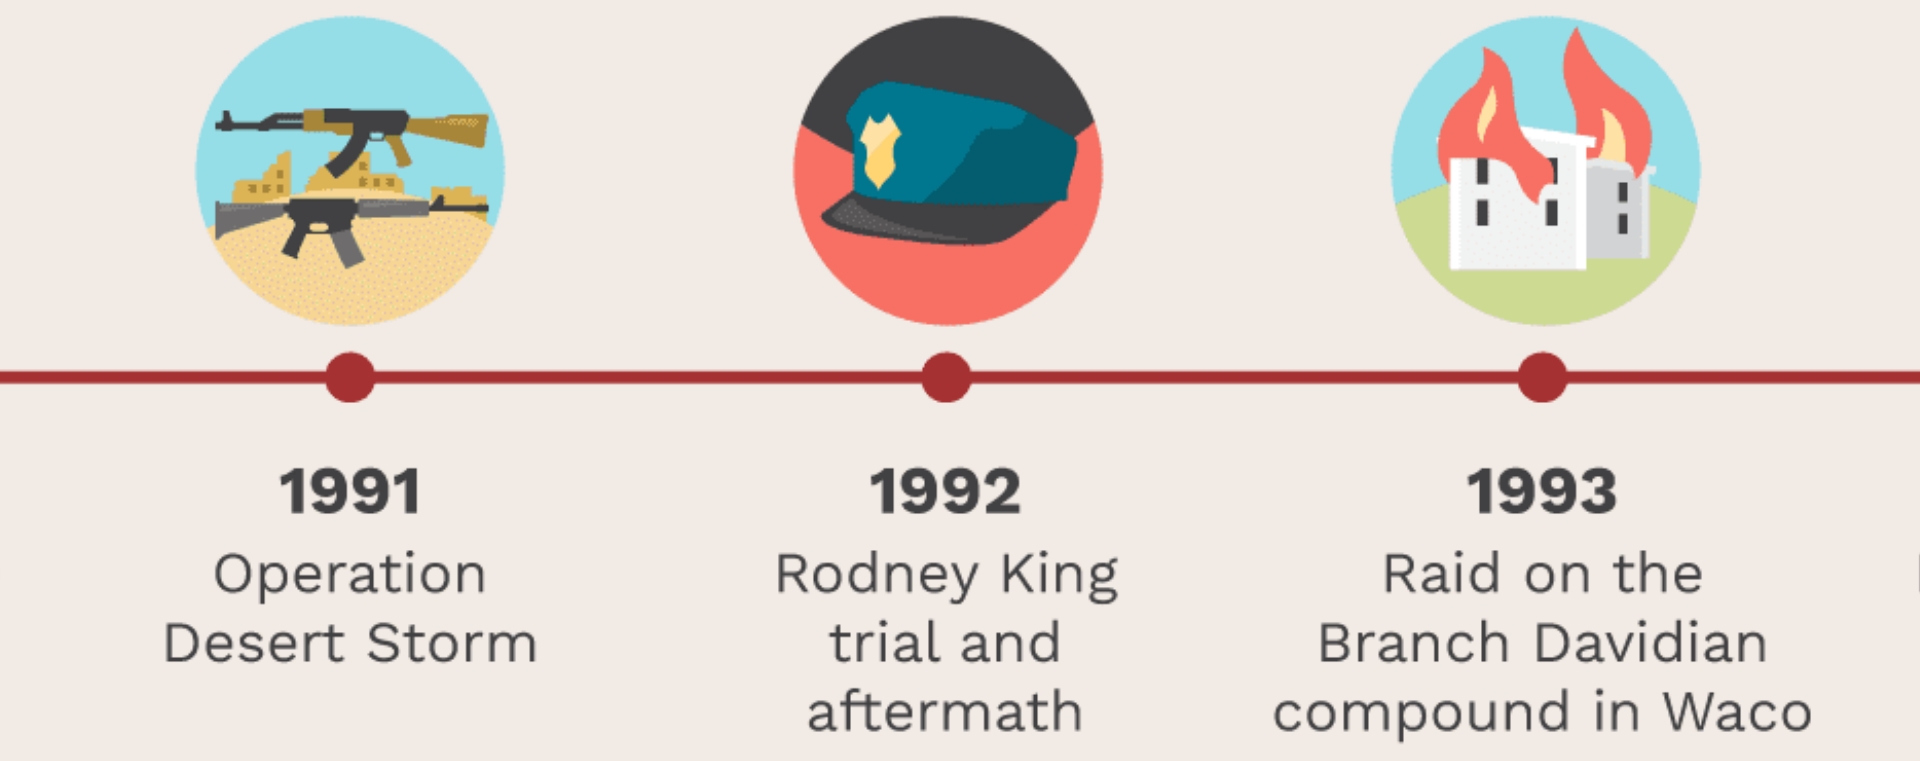 1991
Operation
Desert Storm
1992
Rodney King
trial and
aftermath
1993
Raid on the
Branch Davidian
compound in Waco